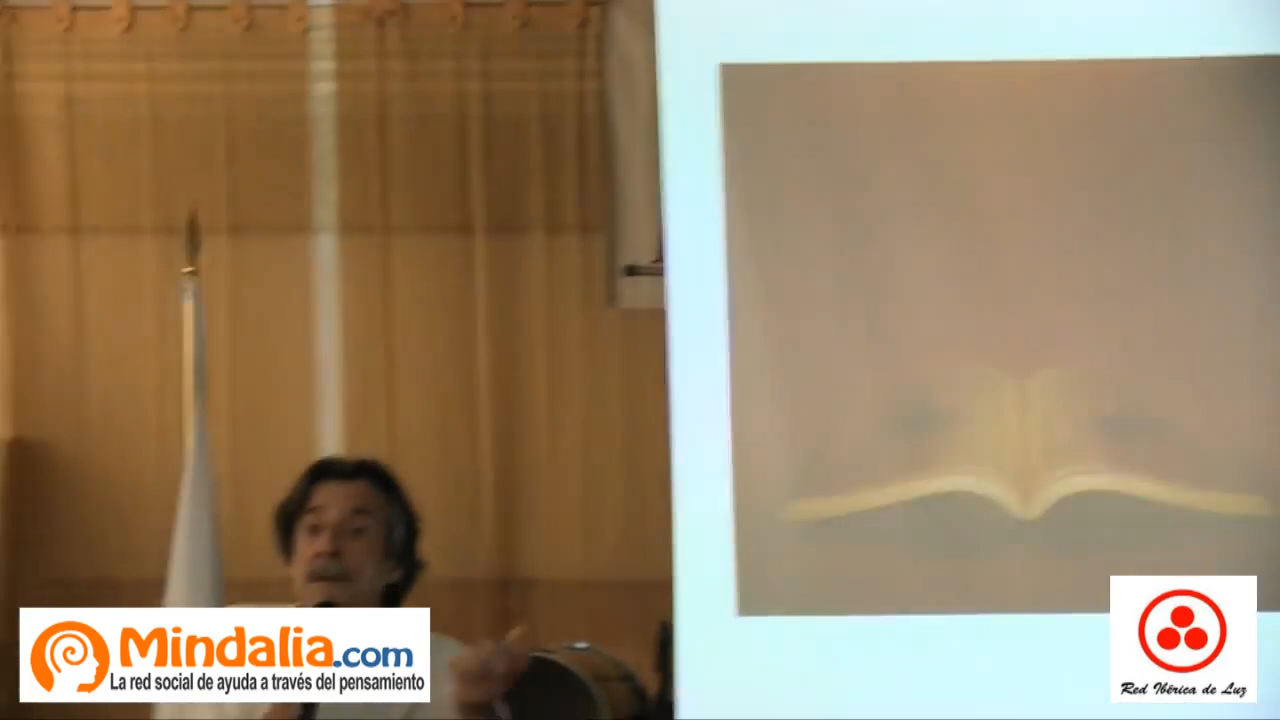 Mindalia.com
La red social de ayuda a través del pensamiento
Red Ibérica de Luz